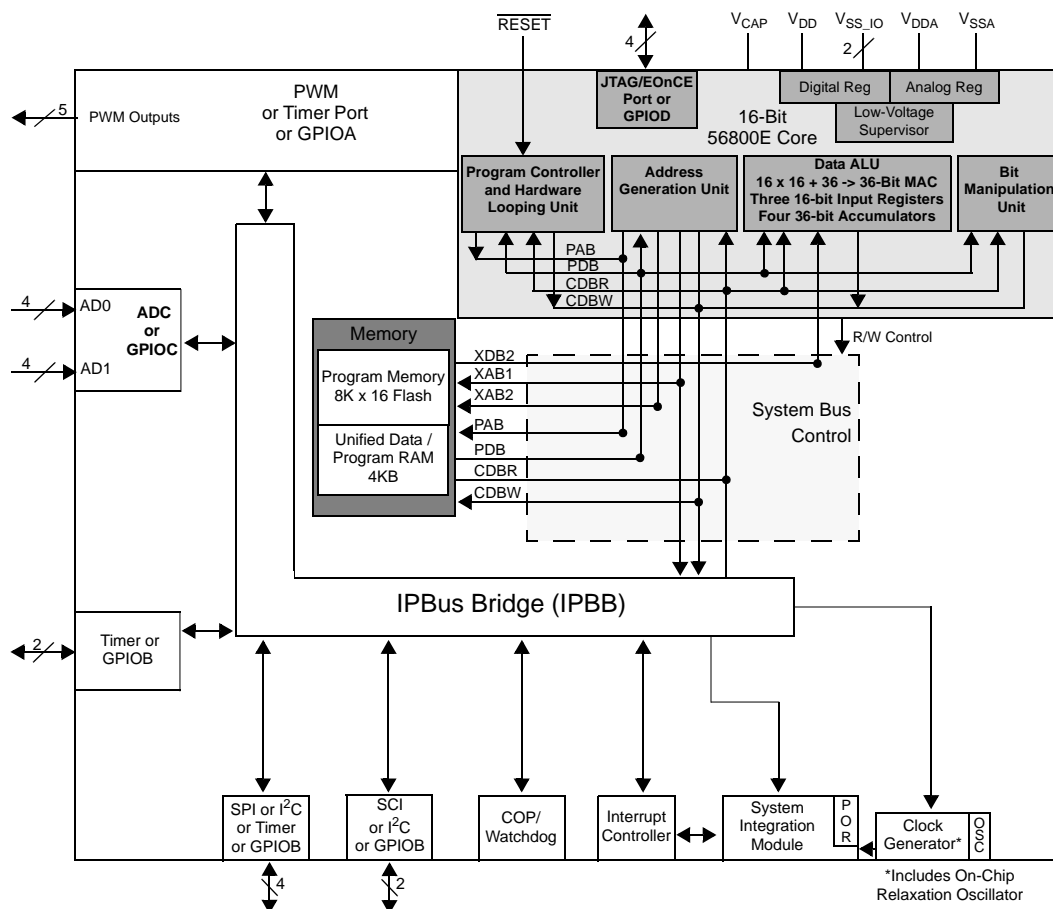 RESET
4
V_CAP
V_DD
V_SS_IO
2
V_DDA
V_SSA
5
PWM Outputs
PWM
or Timer Port
or GPIOA
JTAG/EOnCE
Port or
GPIOD
16-Bit
56800E Core
Digital Reg
Analog Reg
Low-Voltage
Supervisor
Program Controller
and Hardware
Looping Unit
Address
Generation Unit
Data ALU
16 x 16 + 36 -> 36-Bit MAC
Three 16-bit Input Registers
Four 36-bit Accumulators
Bit
Manipulation
Unit
PAB
PDB
CDBR
CDBW
4
AD0
4
AD1
ADC
or
GPIOC
Memory
Program Memory
8K x 16 Flash
Unified Data /
Program RAM
4KB
XDB2
XAB1
XAB2
PAB
PDB
CDBR
CDBW
R/W Control
System Bus
Control
IPBus Bridge (IPBB)
2
Timer or
GPIOB
SPI or I²C
or Timer
or GPIOB
4
SCI
or I²C
or GPIOB
2
COP/
Watchdog
Interrupt
Controller
System
Integration
Module
POR
Clock
Generator*
OSC
*Includes On-Chip
Relaxation Oscillator